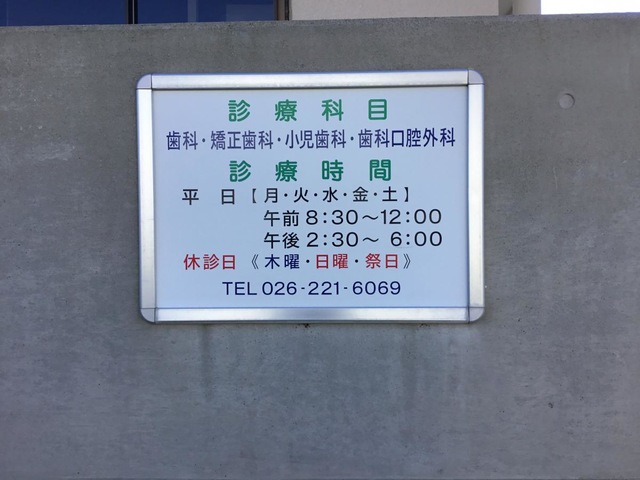 診療科目
歯科・矯正歯科・小児歯科・歯科口腔外科
診療時間
平日【月・火・水・金・土】
午前8:30～12:00
午後2:30～6:00
休診日《木曜・日曜・祭日》
TEL 026-221-6069